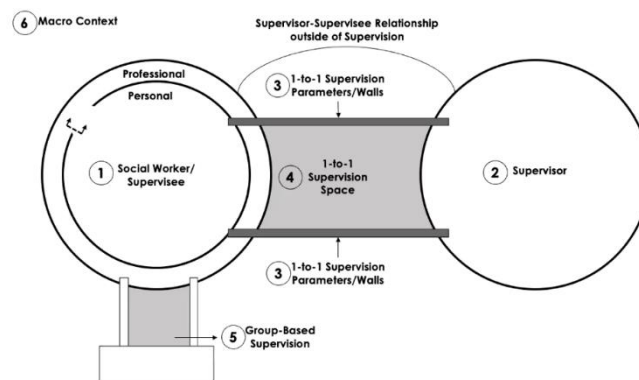 6 Macro Context
Supervisor-Supervisee Relationship
outside of Supervision
Professional
Personal
3 1-to-1 Supervision
Parameters/Walls
1 Social Worker/
Supervisee
4 1-to-1
Supervision
Space
2 Supervisor
3 1-to-1 Supervision
Parameters/Walls
5 Group-Based
Supervision